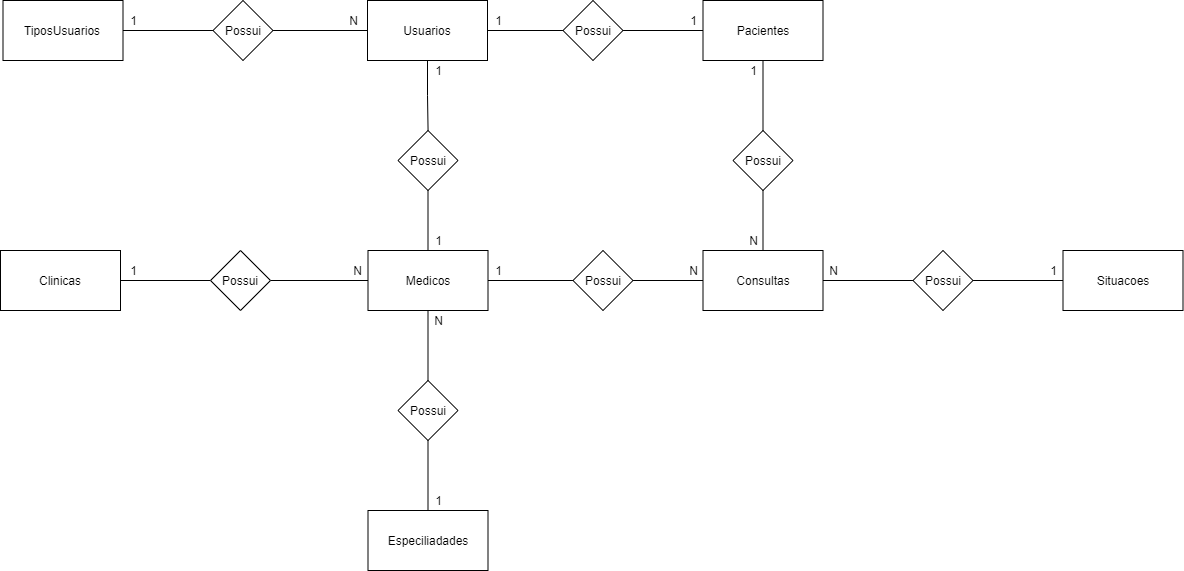 TiposUsuarios 1 Possui N Usuarios 1 Possui 1 Pacientes
1 1
Possui Possui
1 N
Clinicas 1 Possui N Medicos 1 Possui N Consultas N Possui 1 Situacoes
N
Possui
1
Especiliadades